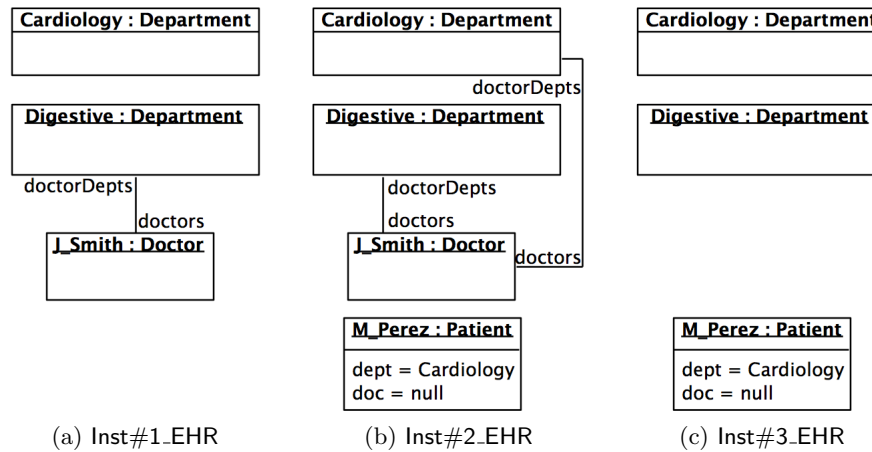 Cardiology : Department
Digestive : Department
doctorDepts
doctors
J_Smith : Doctor
(a) Inst#1_EHR
Cardiology : Department
doctorDepts
Digestive : Department
doctorDepts
doctors
J_Smith : Doctor
doctors
M_Perez : Patient
dept = Cardiology
doc = null
(b) Inst#2_EHR
Cardiology : Department
Digestive : Department
M_Perez : Patient
dept = Cardiology
doc = null
(c) Inst#3_EHR